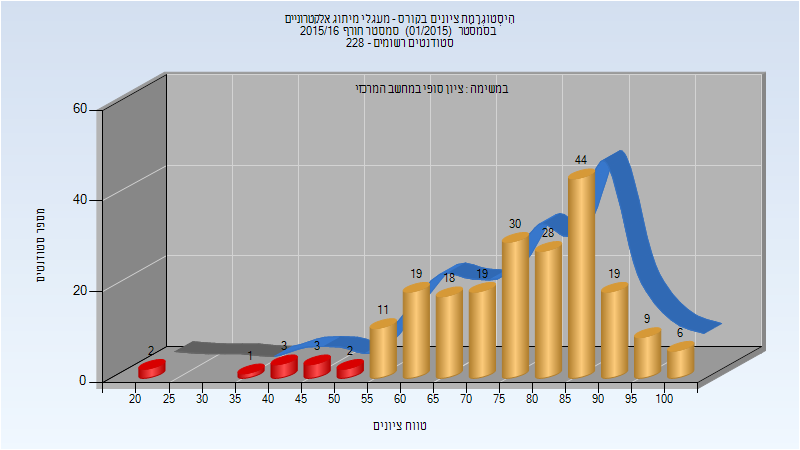 היסטוגרמת ציונים בקורס - מעגלי מיתוג אלקטרוניים
בסמסטר (01/2015) סמסטר חורף 2015/16
סטודנטים רשומים - 228
במשימה : ציון סופי במחשב המרכזי
מספר סטודנטים
60
40
20
0
2
1
3
3
2
11
19
18
19
30
28
44
19
9
6
20 25 30 35 40 45 50 55 60 65 70 75 80 85 90 95 100
טווח ציונים